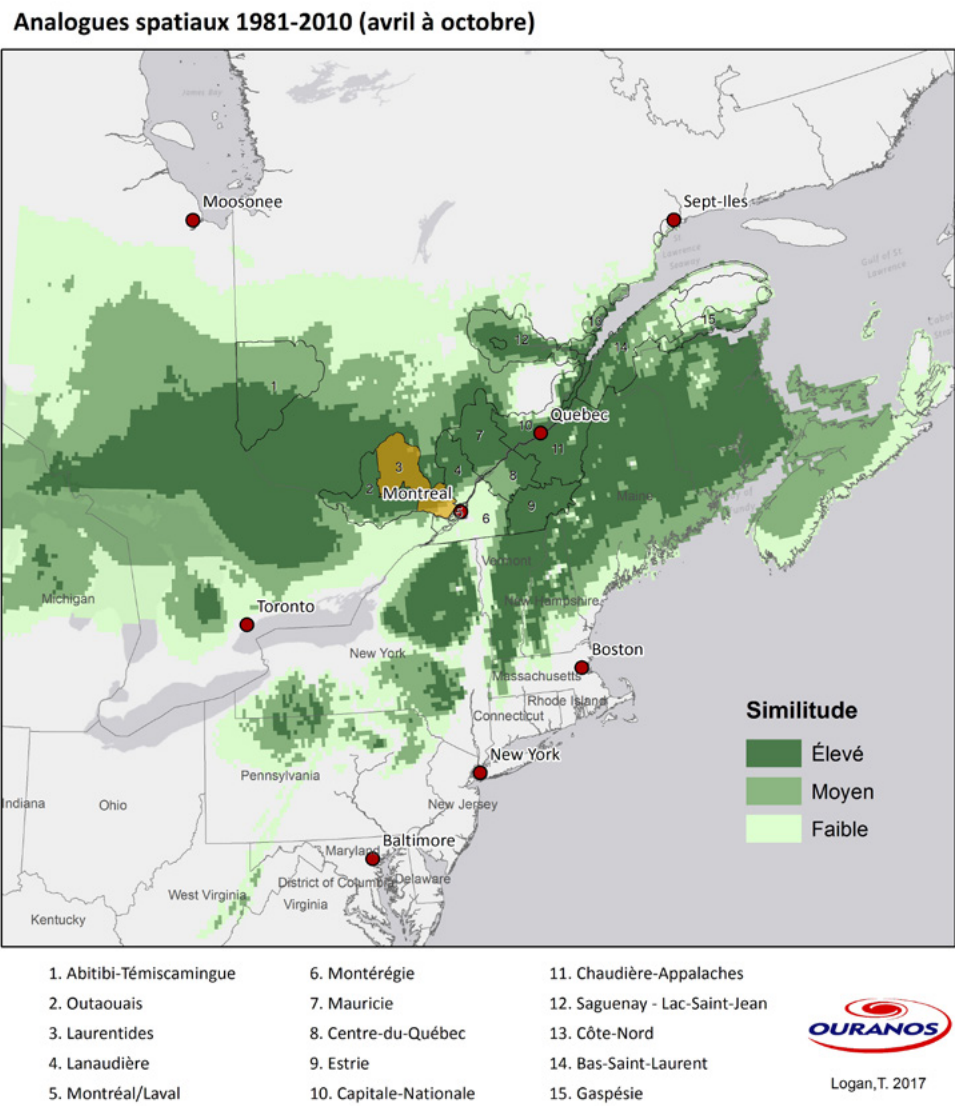 Analogues spatiaux 1981-2010 (avril à octobre)
James Bay
Moosonee
Sept-Iles
St Lawrence Seaway
Gulf of St Lawrence
15
14
12
1
Quebec
10
7
11
3
4
8
2
Montreal
9
5
6
Maine
Vermont
Michigan
Toronto
New Hampshire
New York
Boston
Massachusetts
Rhode Island
Connecticut
Similitude
Élevé
New York
Pennsylvania
Moyen
Indiana
Ohio
New Jersey
Faible
Baltimore
Maryland
District of Columbia
Delaware
West Virginia
Virginia
Kentucky
1. Abitibi-Témiscamingue
2. Outaouais
3. Laurentides
4. Lanaudière
5. Montréal/Laval
6. Montérégie
7. Mauricie
8. Centre-du-Québec
9. Estrie
10. Capitale-Nationale
11. Chaudière-Appalaches
12. Saguenay - Lac-Saint-Jean
13. Côte-Nord
14. Bas-Saint-Laurent
15. Gaspésie
OURANOS
Logan,T. 2017